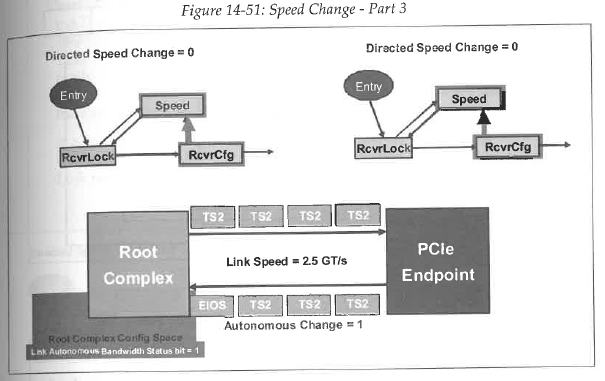 Figure 14-51: Speed Change - Part 3
Directed Speed Change = 0
Directed Speed Change = 0
Entry
Speed
RcvrLock
RcvrCfg
Entry
Speed
RcvrLock
RcvrCfg
TS2 TS2 TS2 TS2
Root
Complex
Link Speed = 2.5 GT/s
PCIe
Endpoint
EIOS TS2 TS2 TS2
Autonomous Change = 1
Root Complex Config Space
Link Autonomous Bandwidth Status bit = 1